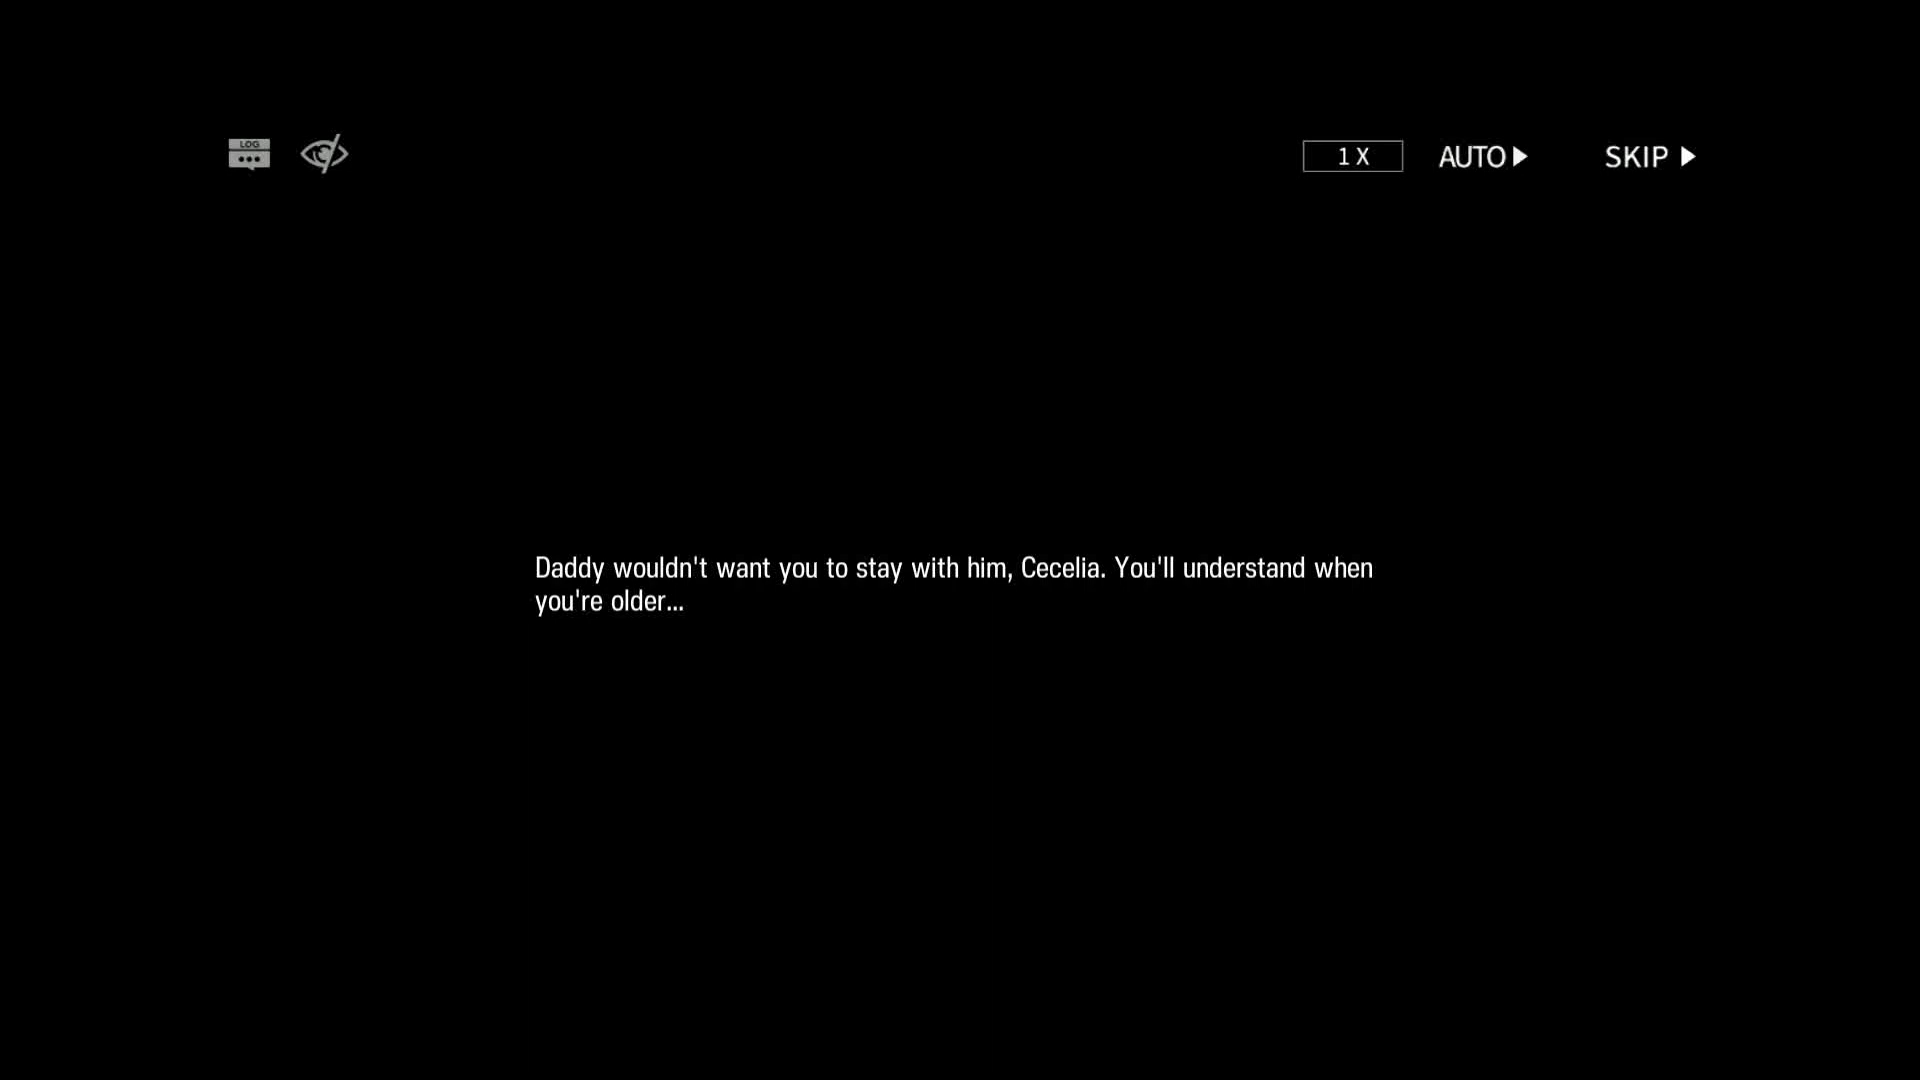 LOG
1 X
AUTO
SKIP
Daddy wouldn't want you to stay with him, Cecelia. You'll understand when
you're older...